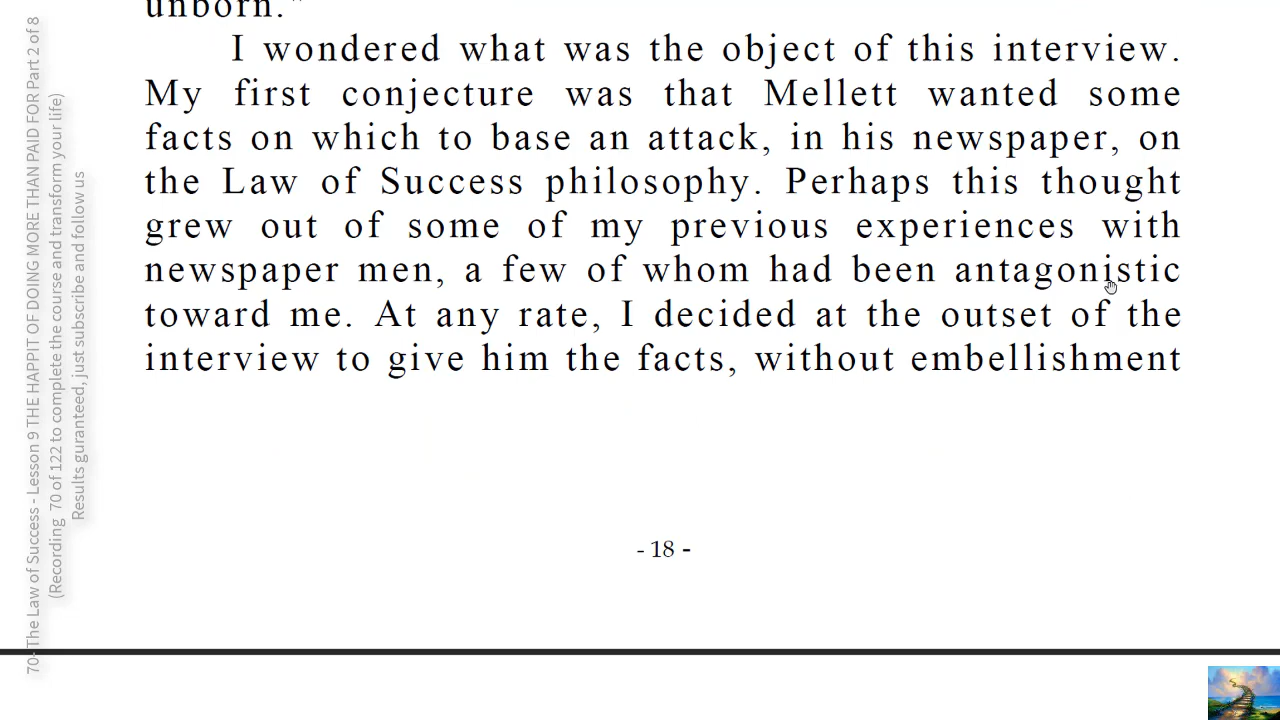 unborn."
I wondered what was the object of this interview.
My first conjecture was that Mellett wanted some
facts on which to base an attack, in his newspaper, on
the Law of Success philosophy. Perhaps this thought
grew out of some of my previous experiences with
newspaper men, a few of whom had been antagonistic
toward me. At any rate, I decided at the outset of the
interview to give him the facts, without embellishment
- 18 -
70- The Law of Success - Lesson 9 THE HAPPIT OF DOING MORE THAN PAID FOR Part 2 of 8
(Recording 70 of 122 to complete the course and transform your life)
Results guranteed, just subscribe and follow us